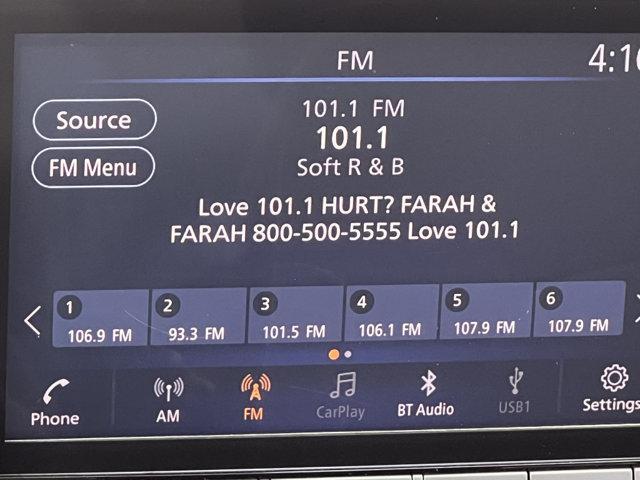 FM
4:1
Source
FM Menu
101.1 FM
101.1
Soft R & B
Love 101.1 HURT? FARAH &
FARAH 800-500-5555 Love 101.1
1 2 3 4 5 6
106.9 FM 93.3 FM 101.5 FM 106.1 FM 107.9 FM 107.9 FM
Phone AM FM CarPlay BT Audio USB1 Settings